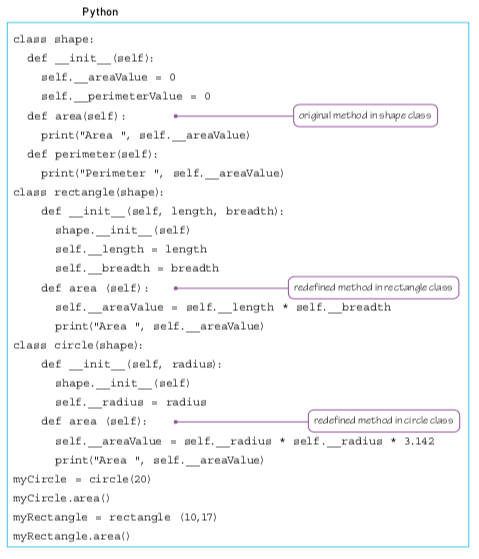 Python
class shape:
  def __init__(self):
    self.__areaValue = 0
    self.__perimeterValue = 0
  def area(self):
original method in shape class
    print("Area ", self.__areaValue)
  def perimeter(self):
    print("Perimeter ", self.__areaValue)
class rectangle(shape):
    def __init__(self, length, breadth):
      shape.__init__(self)
      self.__length = length
      self.__breadth = breadth
    def area (self):
redefined method in rectangle class
      self.__areaValue = self.__length * self.__breadth
      print("Area ", self.__areaValue)
class circle(shape):
    def __init__(self, radius):
      shape.__init__(self)
      self.__radius = radius
    def area (self):
redefined method in circle class
      self.__areaValue = self.__radius * self.__radius * 3.142
      print("Area ", self.__areaValue)
myCircle = circle(20)
myCircle.area()
myRectangle = rectangle (10,17)
myRectangle.area()